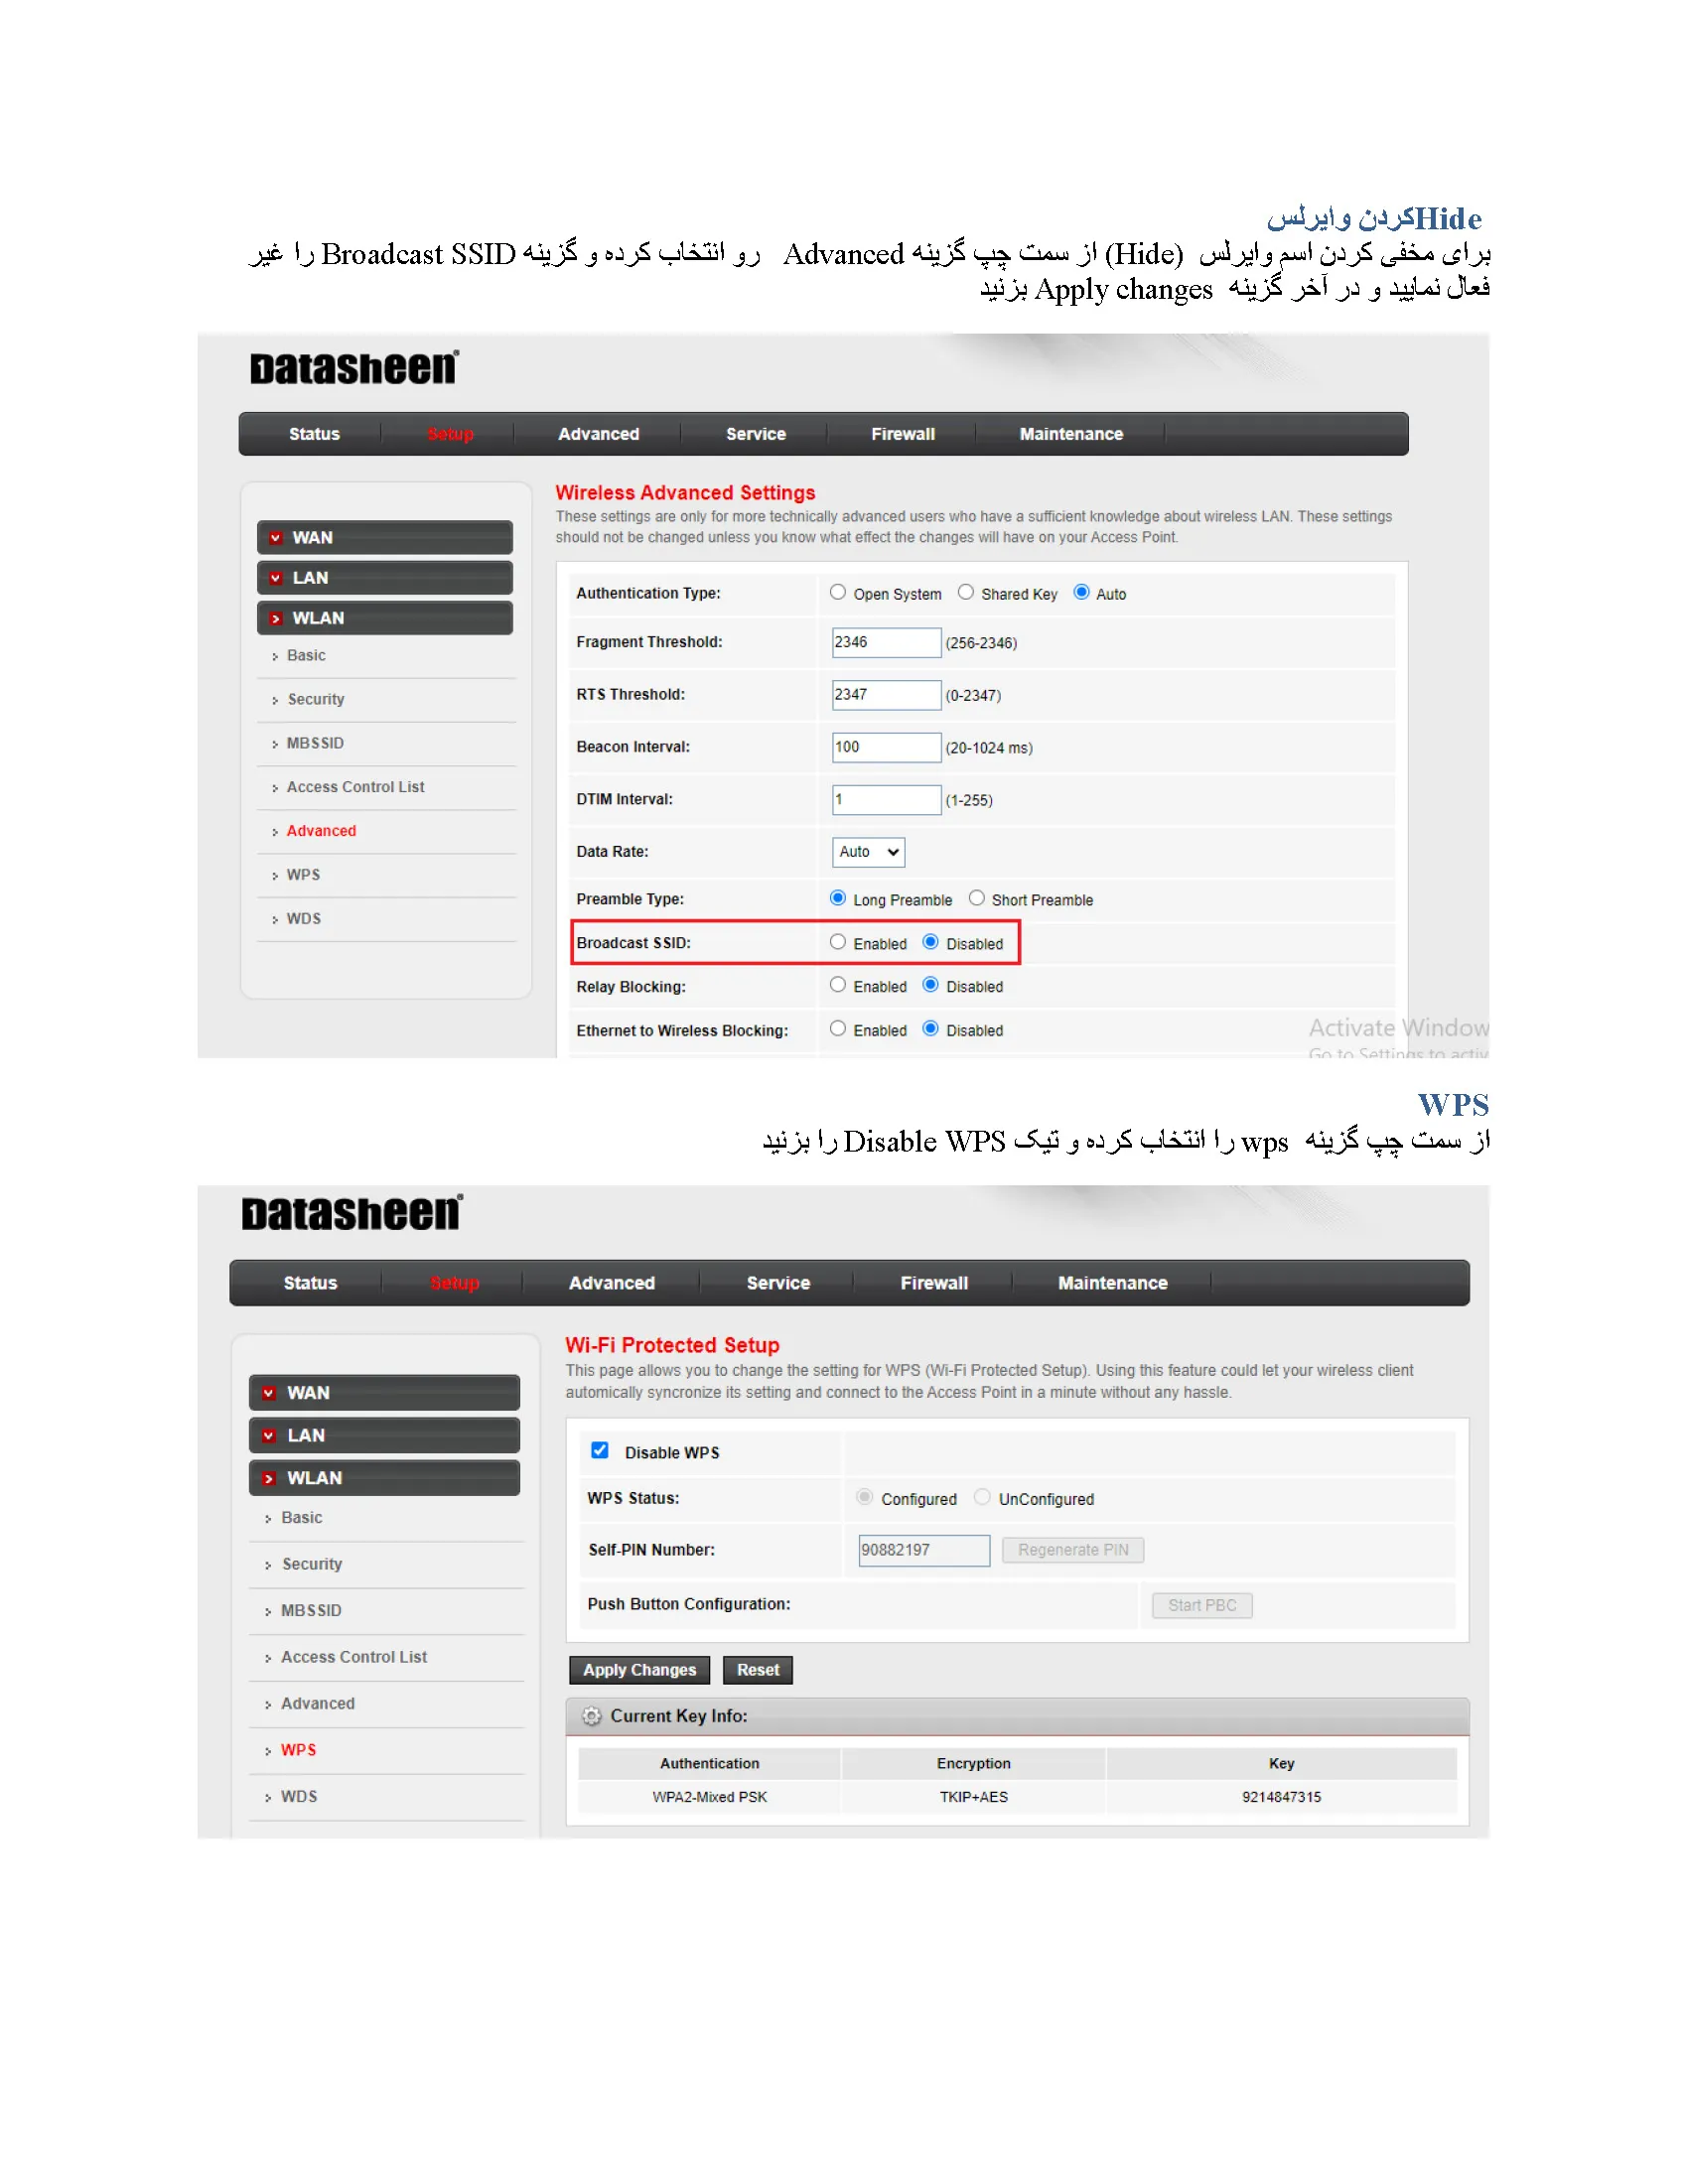 Hideکردن وایرلس
برای مخفی کردن اسم وایرلس (Hide) از سمت چپ گزینه Advanced رو انتخاب کرده و گزینه Broadcast SSID را غیر
فعال نمایید و در آخر گزینه Apply changes بزنید
Datasheen®
Status Setup Advanced Service Firewall Maintenance
WAN
LAN
WLAN
Basic
Security
MBSSID
Access Control List
Advanced
WPS
WDS
Wireless Advanced Settings
These settings are only for more technically advanced users who have a sufficient knowledge about wireless LAN. These settings
should not be changed unless you know what effect the changes will have on your Access Point.
Authentication Type: Open System Shared Key Auto
Fragment Threshold: 2346 (256-2346)
RTS Threshold: 2347 (0-2347)
Beacon Interval: 100 (20-1024 ms)
DTIM Interval: 1 (1-255)
Data Rate: Auto
Preamble Type: Long Preamble Short Preamble
Broadcast SSID: Enabled Disabled
Relay Blocking: Enabled Disabled
Ethernet to Wireless Blocking: Enabled Disabled
Activate Window
Go to Settings to activ
WPS
از سمت چپ گزینه wps را انتخاب کرده و تیک Disable WPS را بزنید
Datasheen®
Status Setup Advanced Service Firewall Maintenance
WAN
LAN
WLAN
Basic
Security
MBSSID
Access Control List
Advanced
WPS
WDS
Wi-Fi Protected Setup
This page allows you to change the setting for WPS (Wi-Fi Protected Setup). Using this feature could let your wireless client
automically syncronize its setting and connect to the Access Point in a minute without any hassle.
Disable WPS
WPS Status: Configured UnConfigured
Self-PIN Number: 90882197 Regenerate PIN
Push Button Configuration: Start PBC
Apply Changes Reset
Current Key Info:
Authentication Encryption Key
WPA2-Mixed PSK TKIP+AES 9214847315